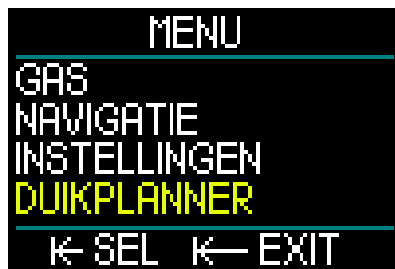 MENU
GAS
NAVIGATIE
INSTELLINGEN
DUIKPLANNER
SEL EXIT